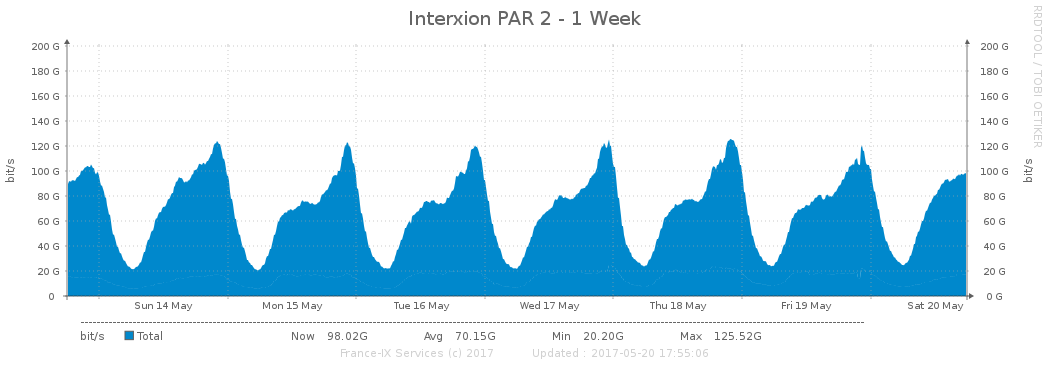 Interxion PAR 2 - 1 Week
RRDTOOL / TOBI OETIKER
bit/s
bit/s
200 G 200 G
180 G 180 G
160 G 160 G
140 G 140 G
120 G 120 G
100 G 100 G
80 G 80 G
60 G 60 G
40 G 40 G
20 G 20 G
0 0 G
Sun 14 May Mon 15 May Tue 16 May Wed 17 May Thu 18 May Fri 19 May Sat 20 May
bit/s Total Now 98.02G Avg 70.15G Min 20.20G Max 125.52G
France-IX Services (c) 2017 Updated : 2017-05-20 17:55:06